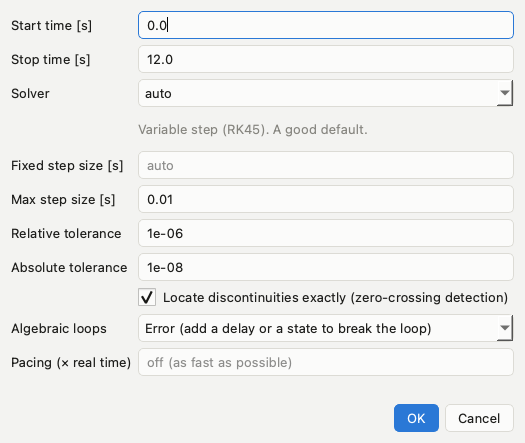 Start time [s] 0.0
Stop time [s] 12.0
Solver auto
Variable step (RK45). A good default.
Fixed step size [s] auto
Max step size [s] 0.01
Relative tolerance 1e-06
Absolute tolerance 1e-08
Locate discontinuities exactly (zero-crossing detection)
Algebraic loops Error (add a delay or a state to break the loop)
Pacing (× real time) off (as fast as possible)
OK Cancel